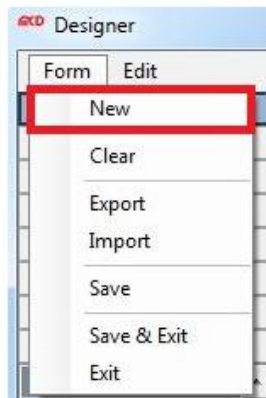 Designer
Form Edit
New
Clear
Export
Import
Save
Save & Exit
Exit